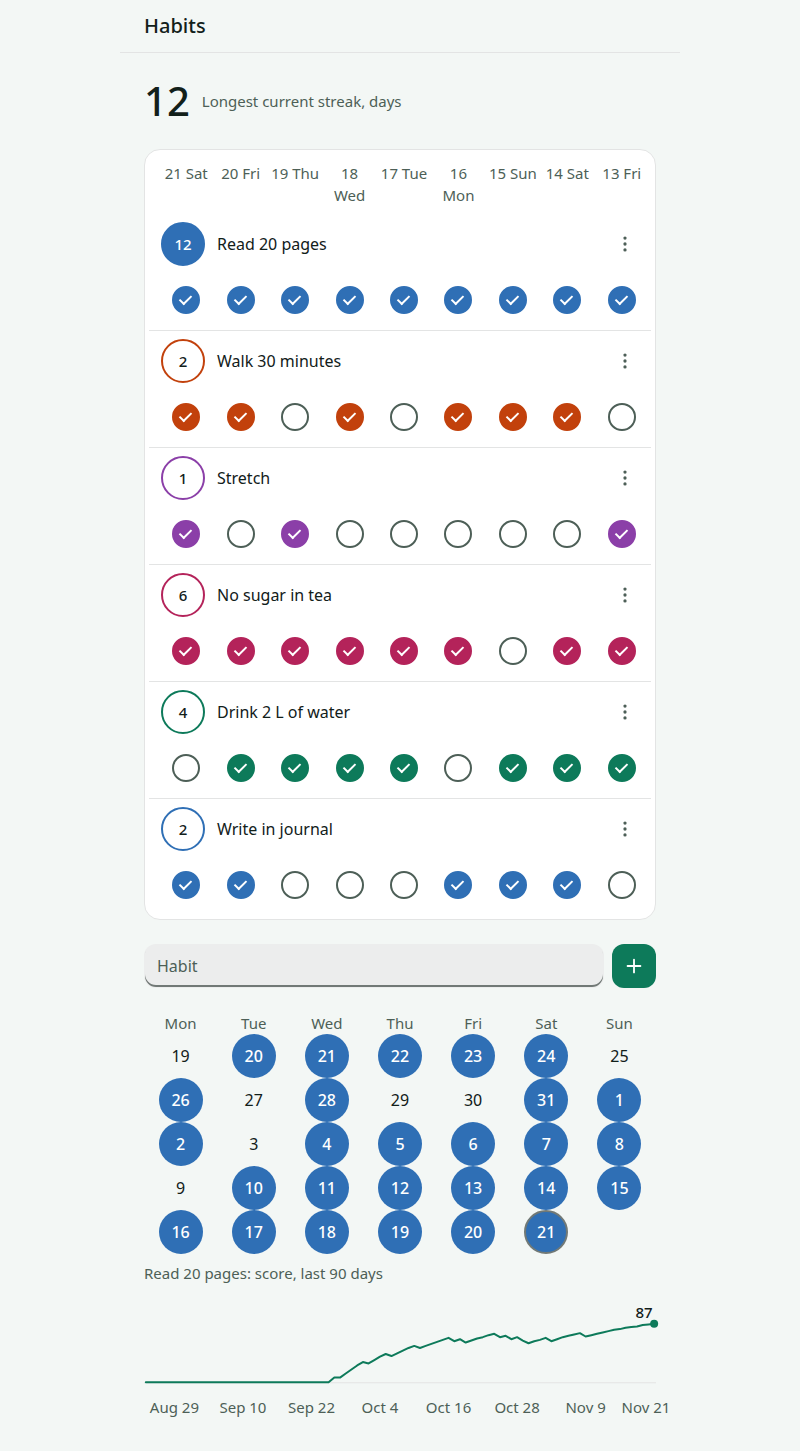 Habits
12 Longest current streak, days
21 Sat 20 Fri 19 Thu 18 Wed 17 Tue 16 Mon 15 Sun 14 Sat 13 Fri
12 Read 20 pages
2 Walk 30 minutes
1 Stretch
6 No sugar in tea
4 Drink 2 L of water
2 Write in journal
Habit
Mon Tue Wed Thu Fri Sat Sun
19 20 21 22 23 24 25
26 27 28 29 30 31 1
2 3 4 5 6 7 8
9 10 11 12 13 14 15
16 17 18 19 20 21
Read 20 pages: score, last 90 days
87
Aug 29 Sep 10 Sep 22 Oct 4 Oct 16 Oct 28 Nov 9 Nov 21